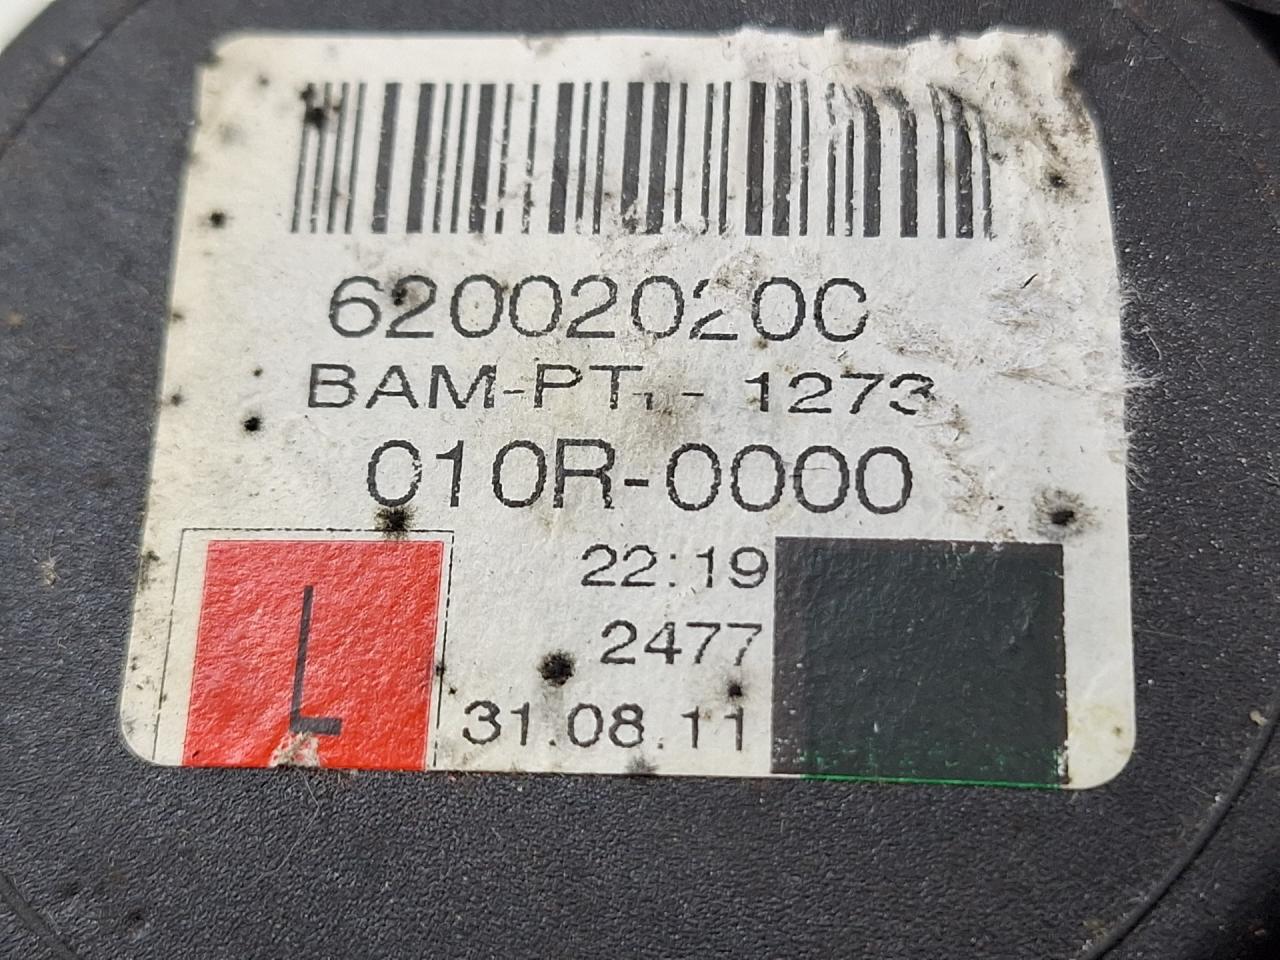 62002020C
BAM-PT - 1273
010R-0000
L
22:19
2477
31.08.11